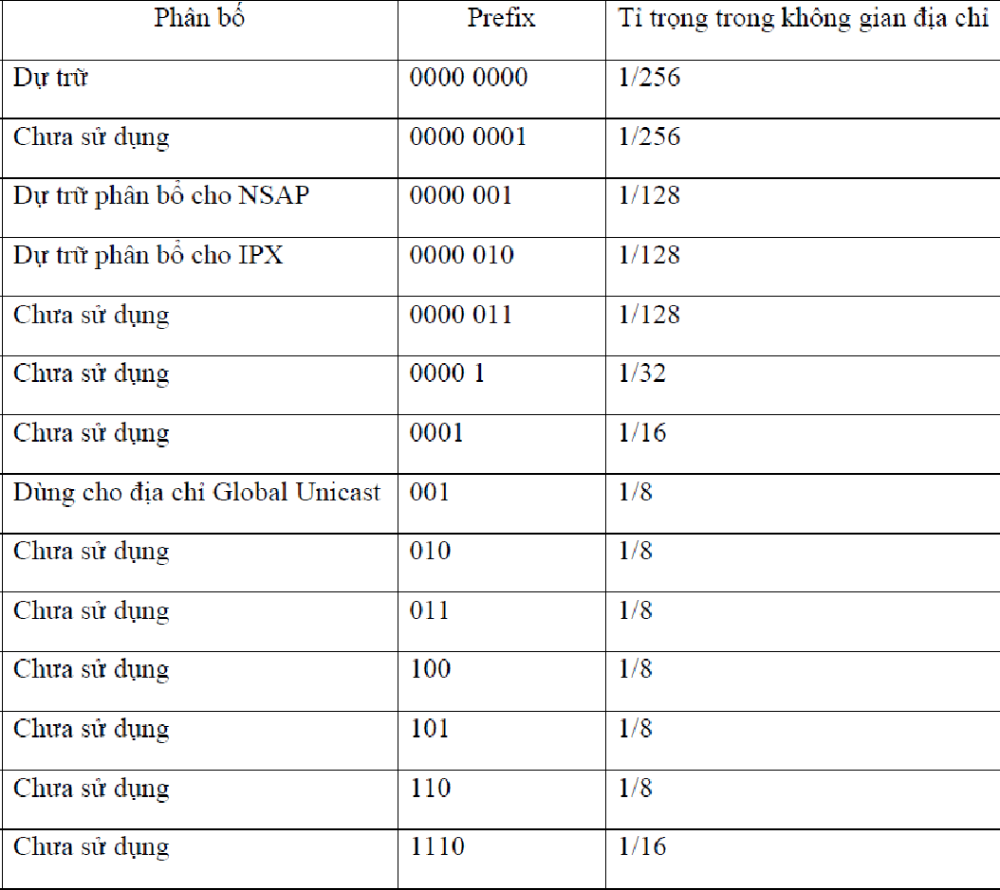 Phân bố Prefix Tỉ trọng trong không gian địa chỉ
Dự trữ 0000 0000 1/256
Chưa sử dụng 0000 0001 1/256
Dự trữ phân bổ cho NSAP 0000 001 1/128
Dự trữ phân bổ cho IPX 0000 010 1/128
Chưa sử dụng 0000 011 1/128
Chưa sử dụng 0000 1 1/32
Chưa sử dụng 0001 1/16
Dùng cho địa chỉ Global Unicast 001 1/8
Chưa sử dụng 010 1/8
Chưa sử dụng 011 1/8
Chưa sử dụng 100 1/8
Chưa sử dụng 101 1/8
Chưa sử dụng 110 1/8
Chưa sử dụng 1110 1/16